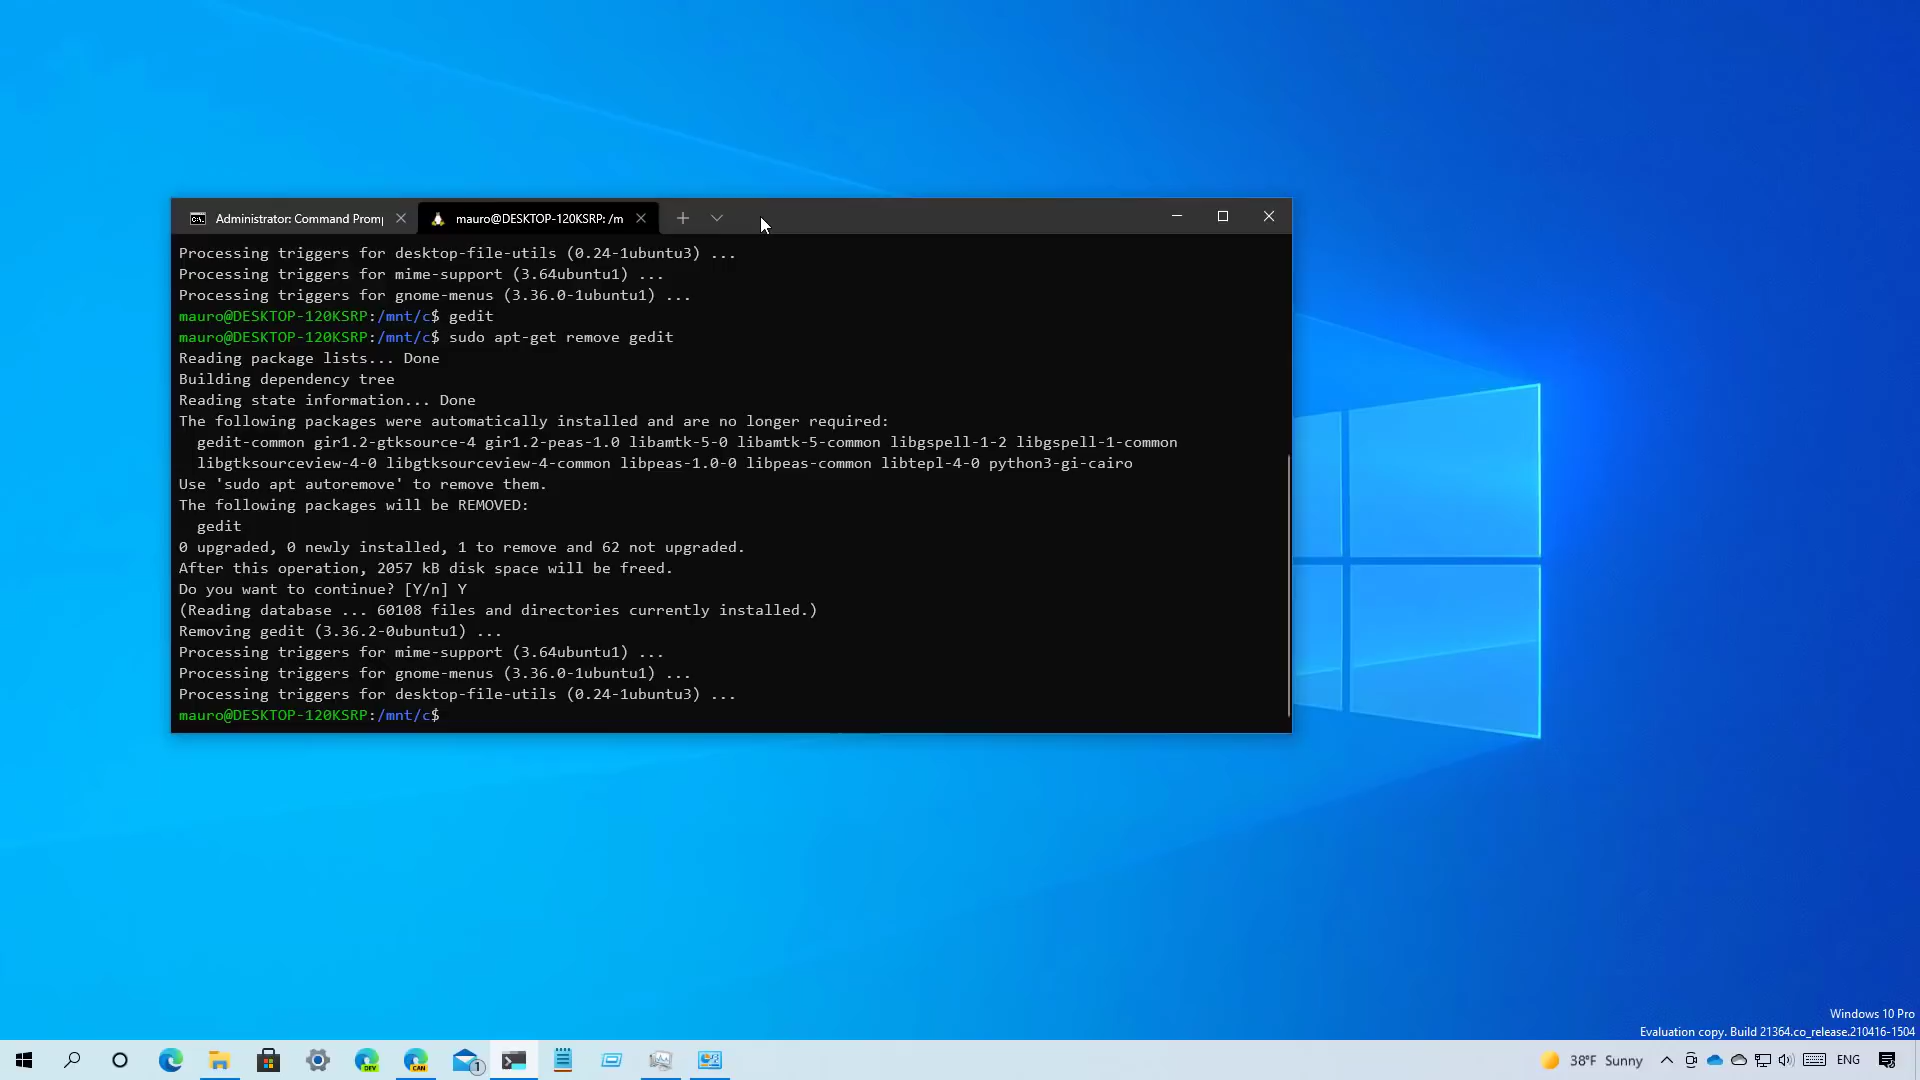 Administrator: Command Promp
mauro@DESKTOP-120KSRP: /m
Processing triggers for desktop-file-utils (0.24-1ubuntu3) ...
Processing triggers for mime-support (3.64ubuntu1) ...
Processing triggers for gnome-menus (3.36.0-1ubuntu1) ...
mauro@DESKTOP-120KSRP:/mnt/c$ gedit
mauro@DESKTOP-120KSRP:/mnt/c$ sudo apt-get remove gedit
Reading package lists... Done
Building dependency tree
Reading state information... Done
The following packages were automatically installed and are no longer required:
gedit-common gir1.2-gtksource-4 gir1.2-peas-1.0 libamtk-5-0 libamtk-5-common libgspell-1-2 libgspell-1-common
libgtksourceview-4-0 libgtksourceview-4-common libpeas-1.0-0 libpeas-common libtepl-4-0 python3-gi-cairo
Use 'sudo apt autoremove' to remove them.
The following packages will be REMOVED:
gedit
0 upgraded, 0 newly installed, 1 to remove and 62 not upgraded.
After this operation, 2057 kB disk space will be freed.
Do you want to continue? [Y/n] Y
(Reading database ... 60108 files and directories currently installed.)
Removing gedit (3.36.2-0ubuntu1) ...
Processing triggers for mime-support (3.64ubuntu1) ...
Processing triggers for gnome-menus (3.36.0-1ubuntu1) ...
Processing triggers for desktop-file-utils (0.24-1ubuntu3) ...
mauro@DESKTOP-120KSRP:/mnt/c$
Windows 10 Pro
Evaluation copy. Build 21364.co_release.210416-1504
DEV
CAN
1
38°F Sunny
ENG